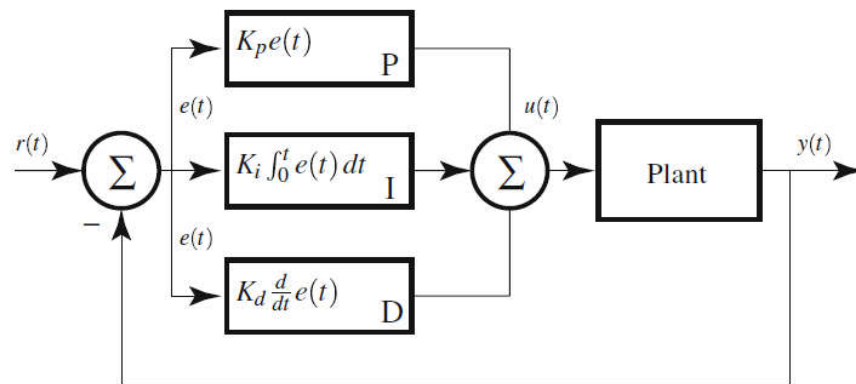 K_p e(t)
P
e(t)
u(t)
r(t)
y(t)
Σ
K_i ∫_0^t e(t) dt
I
Σ
Plant
−
e(t)
K_d d/dt e(t)
D